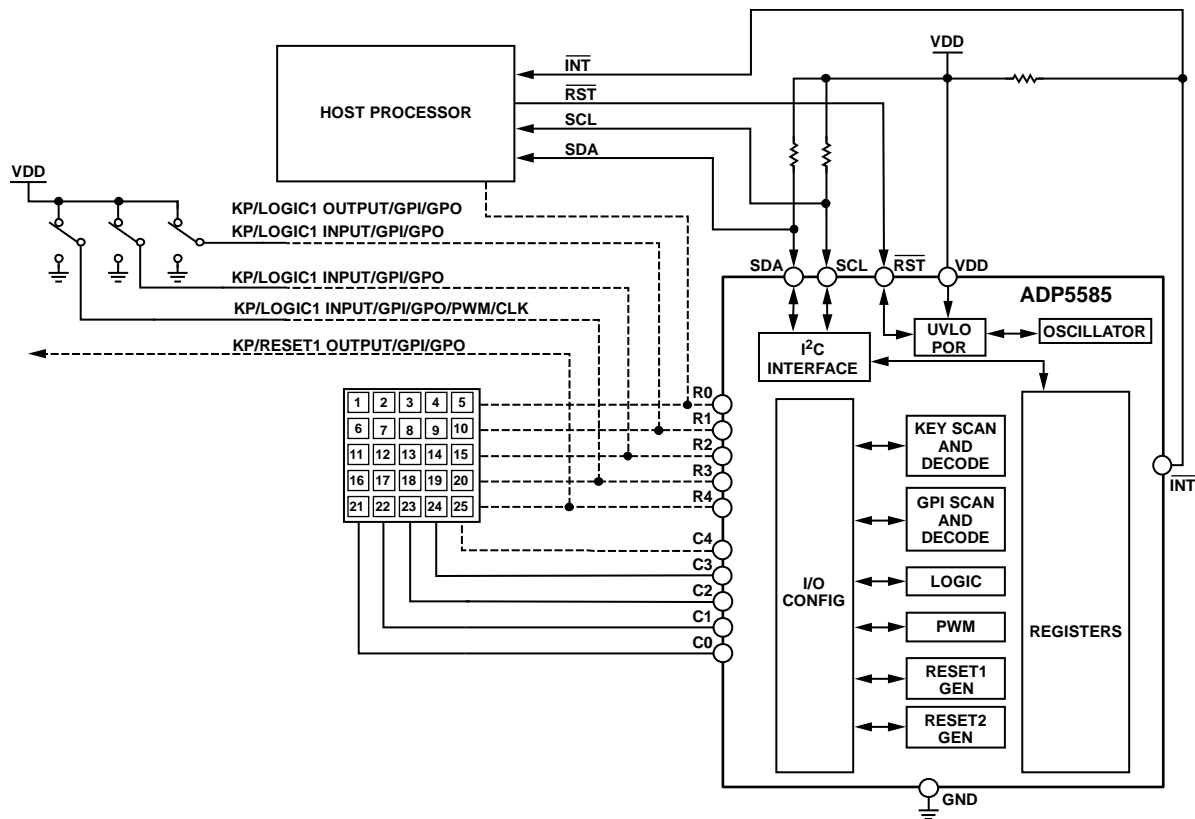 VDD
INT
RST
HOST PROCESSOR
SCL
SDA
VDD
KP/LOGIC1 OUTPUT/GPI/GPO
KP/LOGIC1 INPUT/GPI/GPO
KP/LOGIC1 INPUT/GPI/GPO
KP/LOGIC1 INPUT/GPI/GPO/PWM/CLK
KP/RESET1 OUTPUT/GPI/GPO
SDA
SCL
RST
VDD
ADP5585
UVLO
POR
OSCILLATOR
I2C
INTERFACE
1 2 3 4 5
6 7 8 9 10
11 12 13 14 15
16 17 18 19 20
21 22 23 24 25
R0
R1
R2
R3
R4
C4
C3
C2
C1
C0
I/O
CONFIG
KEY SCAN
AND
DECODE
GPI SCAN
AND
DECODE
LOGIC
PWM
RESET1
GEN
RESET2
GEN
REGISTERS
INT
GND